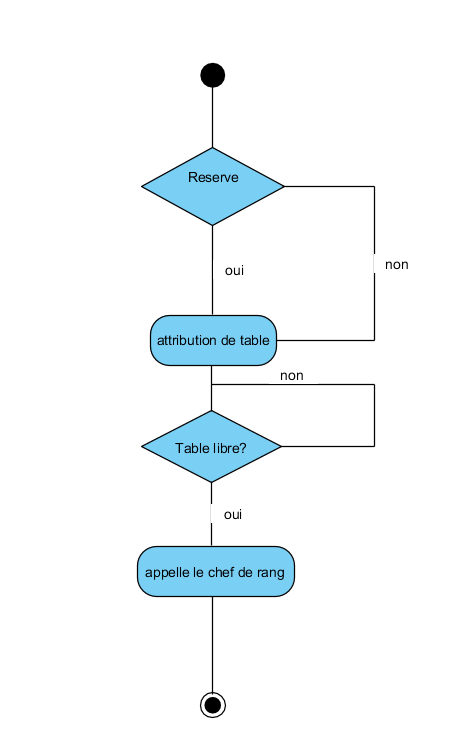 Reserve
oui
non
attribution de table
non
Table libre?
oui
appelle le chef de rang